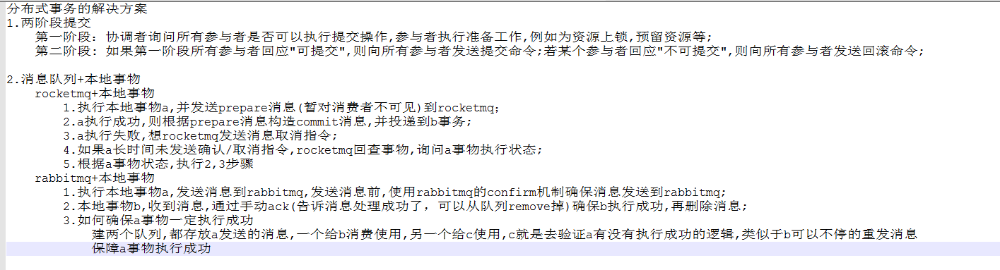 分布式事务的解决方案
1.两阶段提交
第一阶段: 协调者询问所有参与者是否可以执行提交操作,参与者执行准备工作,例如为资源上锁,预留资源等;
第二阶段: 如果第一阶段所有参与者回应"可提交",则向所有参与者发送提交命令;若某个参与者回应"不可提交",则向所有参与者发送回滚命令;
2.消息队列+本地事物
rocketmq+本地事物
1.执行本地事物a,并发送prepare消息(暂对消费者不可见)到rocketmq;
2.a执行成功,则根据prepare消息构造commit消息,并投递到b事务;
3.a执行失败,想rocketmq发送消息取消指令;
4.如果a长时间未发送确认/取消指令,rocketmq回查事物,询问a事物执行状态;
5.根据a事物状态,执行2,3步骤
rabbitmq+本地事物
1.执行本地事物a,发送消息到rabbitmq,发送消息前,使用rabbitmq的confirm机制确保消息发送到rabbitmq;
2.本地事物b,收到消息,通过手动ack(告诉消息处理成功了，可以从队列remove掉)确保b执行成功,再删除消息;
3.如何确保a事物一定执行成功
建两个队列,都存放a发送的消息,一个给b消费使用,另一个给c使用,c就是去验证a有没有执行成功的逻辑,类似于b可以不停的重发消息
保障a事物执行成功